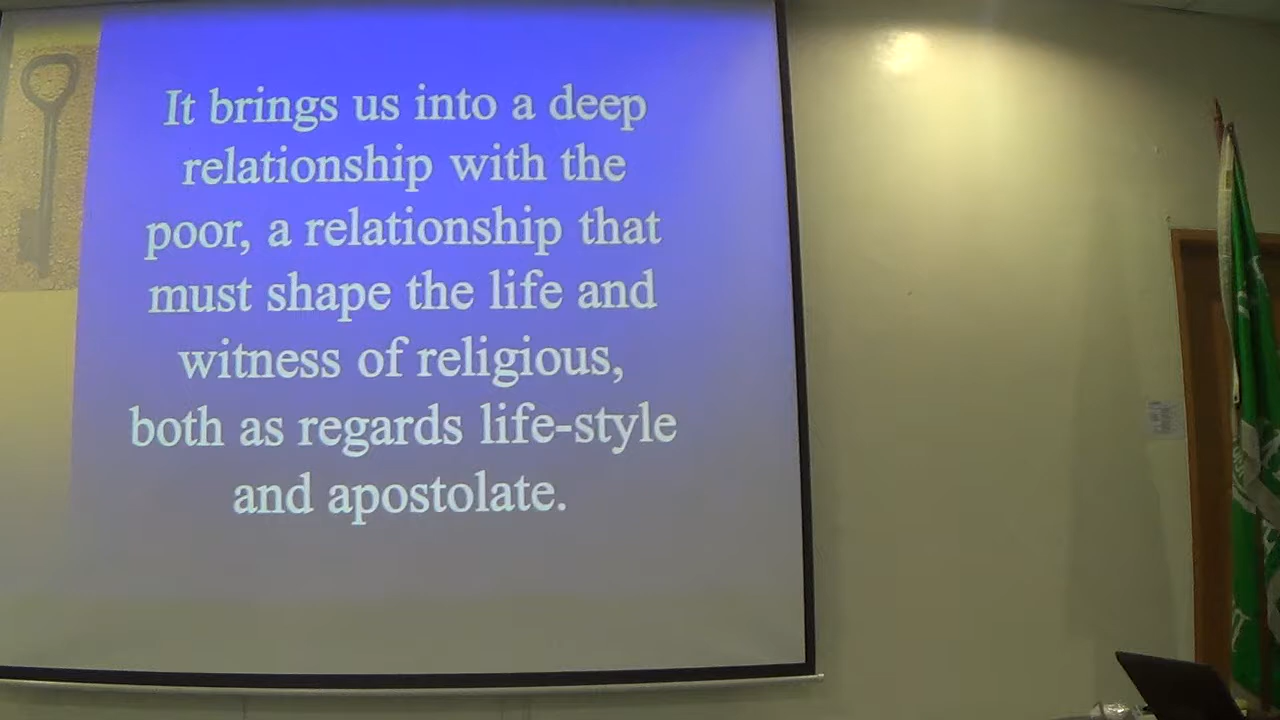 It brings us into a deep
relationship with the
poor, a relationship that
must shape the life and
witness of religious,
both as regards life-style
and apostolate.